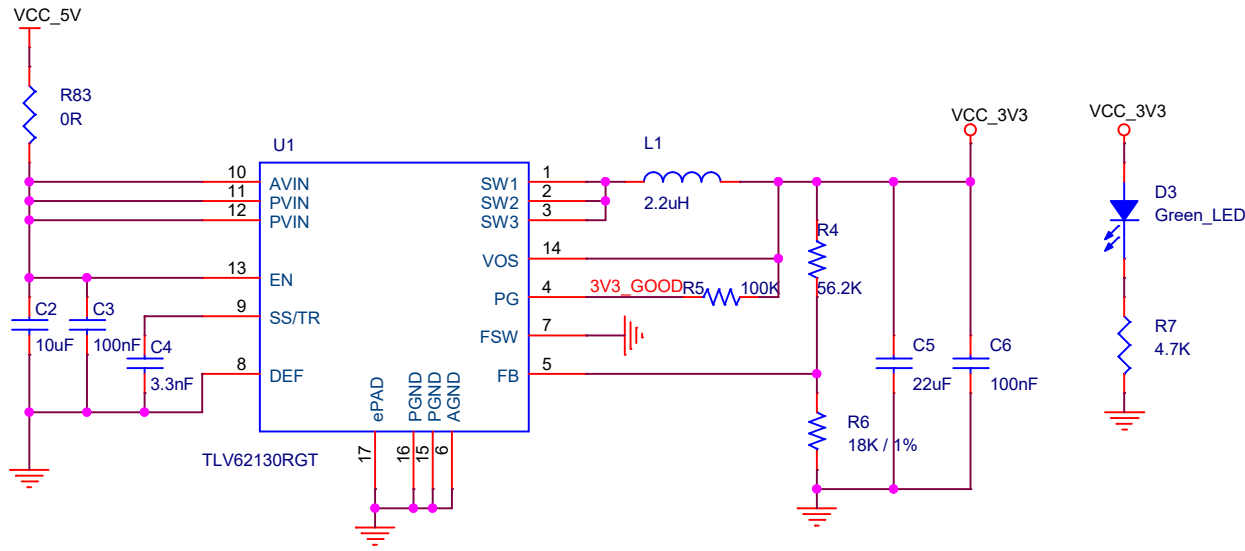 VCC_5V
R83
0R
U1
10 AVIN
11 PVIN
12 PVIN
13 EN
9 SS/TR
8 DEF
SW1 1
SW2 2
SW3 3
VOS 14
PG 4
FSW 7
FB 5
ePAD 17
PGND 16
PGND 15
AGND 6
TLV62130RGT
C2
10uF
C3
100nF
C4
3.3nF
L1
2.2uH
3V3_GOOD
R5
100K
R4
56.2K
R6
18K / 1%
C5
22uF
C6
100nF
VCC_3V3
VCC_3V3
D3
Green_LED
R7
4.7K